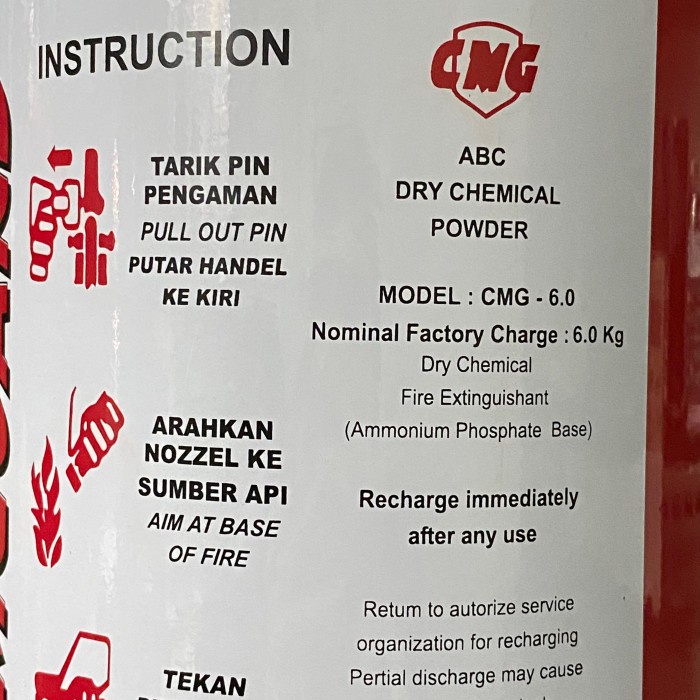 INSTRUCTION
TARIK PIN
PENGAMAN
PULL OUT PIN
PUTAR HANDEL
KE KIRI
ARAHKAN
NOZZEL KE
SUMBER API
AIM AT BASE
OF FIRE
TEKAN
CMG
ABC
DRY CHEMICAL
POWDER
MODEL : CMG - 6.0
Nominal Factory Charge : 6.0 Kg
Dry Chemical
Fire Extinguishant
(Ammonium Phosphate Base)
Recharge immediately
after any use
Retum to autorize service
organization for recharging
Pertial discharge may cause